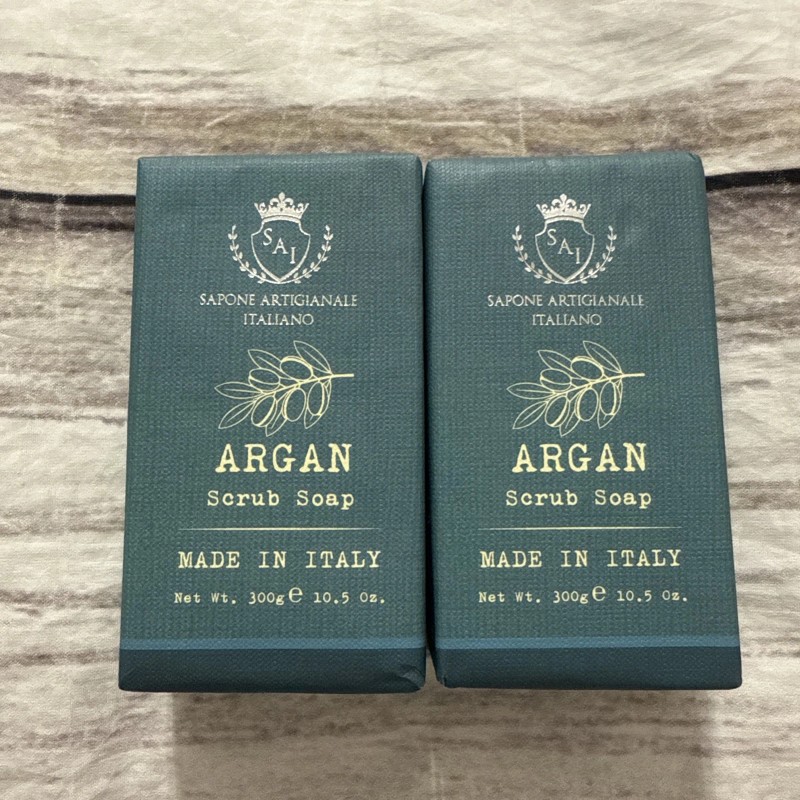 SAI
SAPONE ARTIGIANALE
ITALIANO
ARGAN
Scrub Soap
MADE IN ITALY
Net Wt. 300g e 10.5 Oz.
SAI
SAPONE ARTIGIANALE
ITALIANO
ARGAN
Scrub Soap
MADE IN ITALY
Net Wt. 300g e 10.5 Oz.